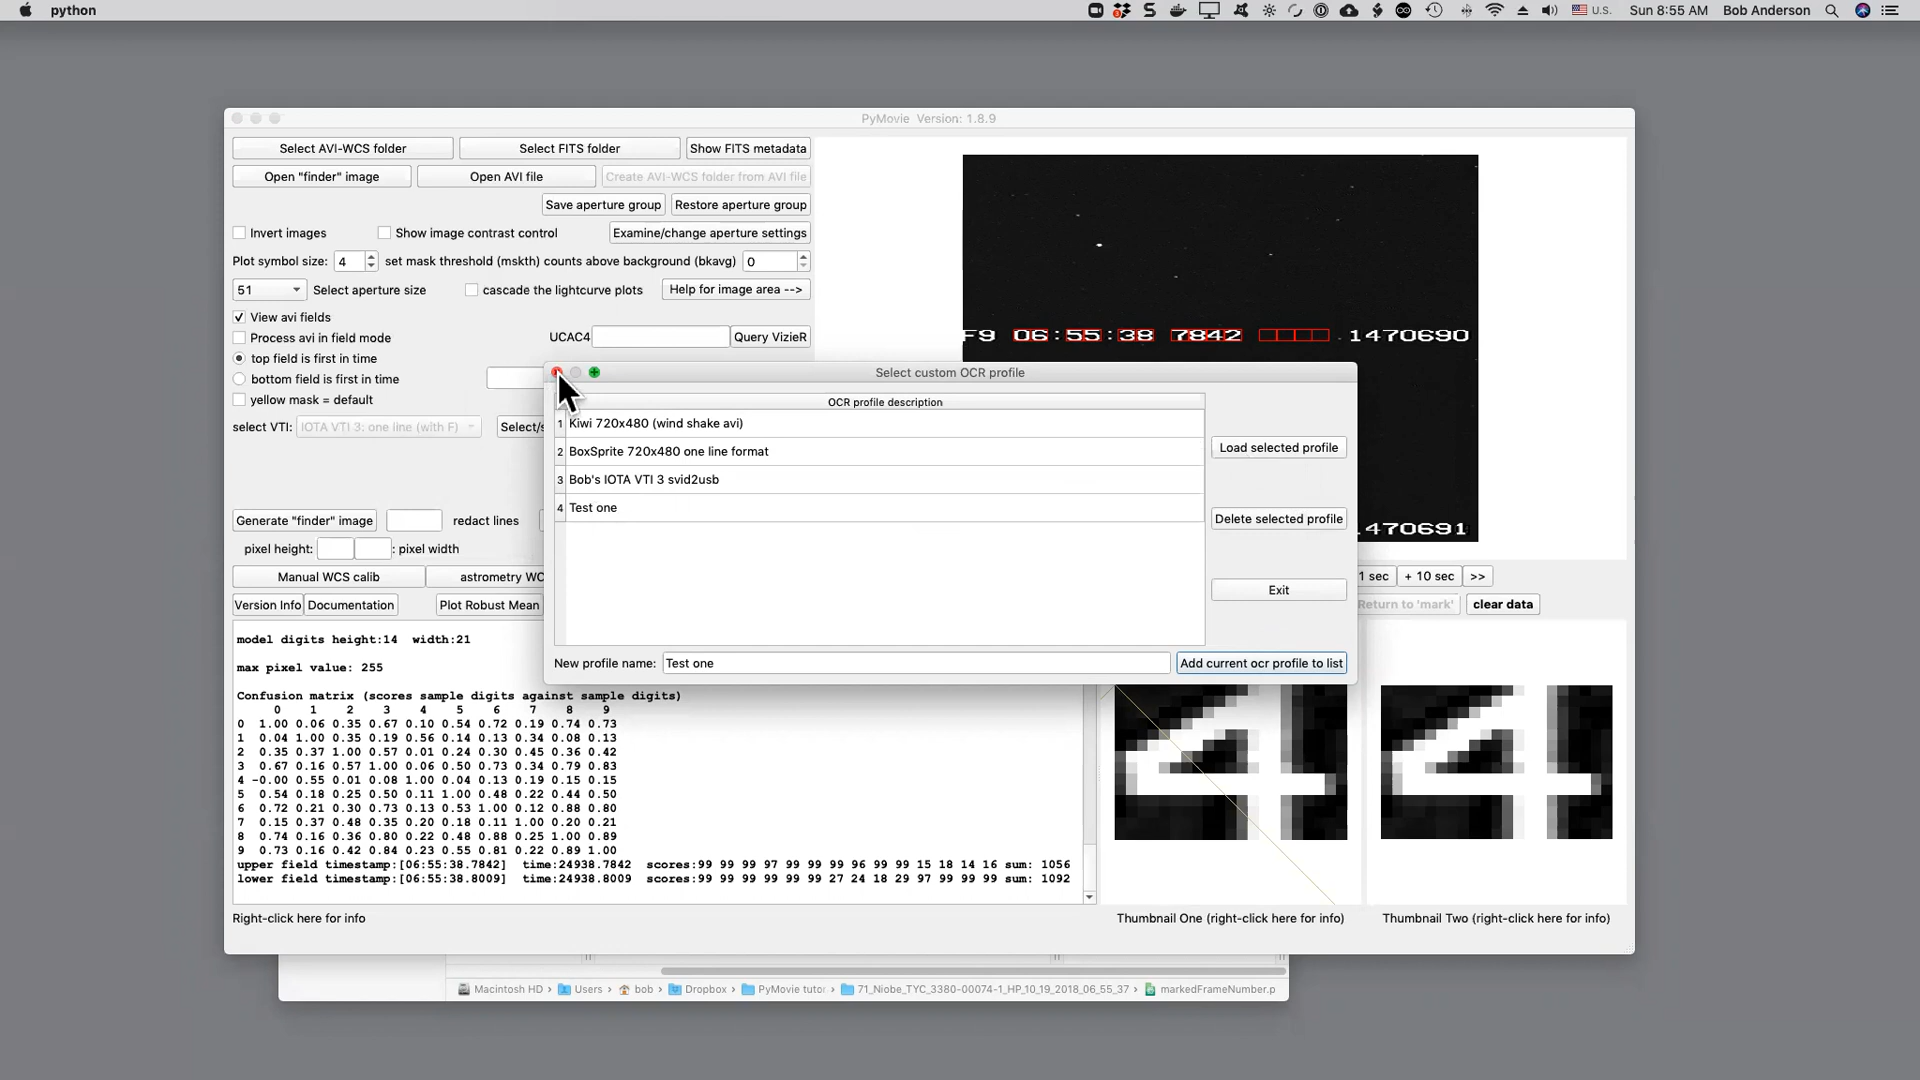 python U.S. Sun 8:55 AM Bob Anderson
PyMovie Version: 1.8.9
Select AVI-WCS folder Select FITS folder Show FITS metadata
Open "finder" image Open AVI file Create AVI-WCS folder from AVI file
Save aperture group Restore aperture group
Invert images Show image contrast control Examine/change aperture settings
Plot symbol size: 4 set mask threshold (mskth) counts above background (bkavg) 0
51 Select aperture size cascade the lightcurve plots Help for image area -->
View avi fields
Process avi in field mode UCAC4 Query VizieR
F9 06:55:38 7842 1470690
top field is first in time
bottom field is first in time
yellow mask = default
select VTI: IOTA VTI 3: one line (with F) Select/s
Select custom OCR profile
OCR profile description
1 Kiwi 720x480 (wind shake avi)
2 BoxSprite 720x480 one line format
3 Bob's IOTA VTI 3 svid2usb
4 Test one
Load selected profile
Delete selected profile
Exit
New profile name: Test one Add current ocr profile to list
1470691
Generate "finder" image redact lines
pixel height: : pixel width
Manual WCS calib astrometry WC 1 sec + 10 sec >>
Version Info Documentation Plot Robust Mean Return to 'mark' clear data
model digits height:14 width:21
max pixel value: 255
Confusion matrix (scores sample digits against sample digits)
0 1 2 3 4 5 6 7 8 9
0 1.00 0.06 0.35 0.67 0.10 0.54 0.72 0.19 0.74 0.73
1 0.04 1.00 0.35 0.19 0.56 0.14 0.13 0.34 0.08 0.13
2 0.35 0.37 1.00 0.57 0.01 0.24 0.30 0.45 0.36 0.42
3 0.67 0.16 0.57 1.00 0.06 0.50 0.73 0.34 0.79 0.83
4 -0.00 0.55 0.01 0.08 1.00 0.04 0.13 0.19 0.15 0.15
5 0.54 0.18 0.25 0.50 0.11 1.00 0.48 0.22 0.44 0.50
6 0.72 0.21 0.30 0.73 0.13 0.53 1.00 0.12 0.88 0.80
7 0.15 0.37 0.48 0.35 0.20 0.18 0.11 1.00 0.20 0.21
8 0.74 0.16 0.36 0.80 0.22 0.48 0.88 0.25 1.00 0.89
9 0.73 0.16 0.42 0.84 0.23 0.55 0.81 0.22 0.89 1.00
upper field timestamp:[06:55:38.7842] time:24938.7842 scores:99 99 99 97 99 99 99 96 99 99 15 18 14 16 sum: 1056
lower field timestamp:[06:55:38.8009] time:24938.8009 scores:99 99 99 99 99 99 27 24 18 29 97 99 99 99 sum: 1092
Right-click here for info Thumbnail One (right-click here for info) Thumbnail Two (right-click here for info)
Macintosh HD › Users › bob › Dropbox › PyMovie tutor › 71_Niobe_TYC_3380-00074-1_HP_10_19_2018_06_55_37 › markedFrameNumber.p